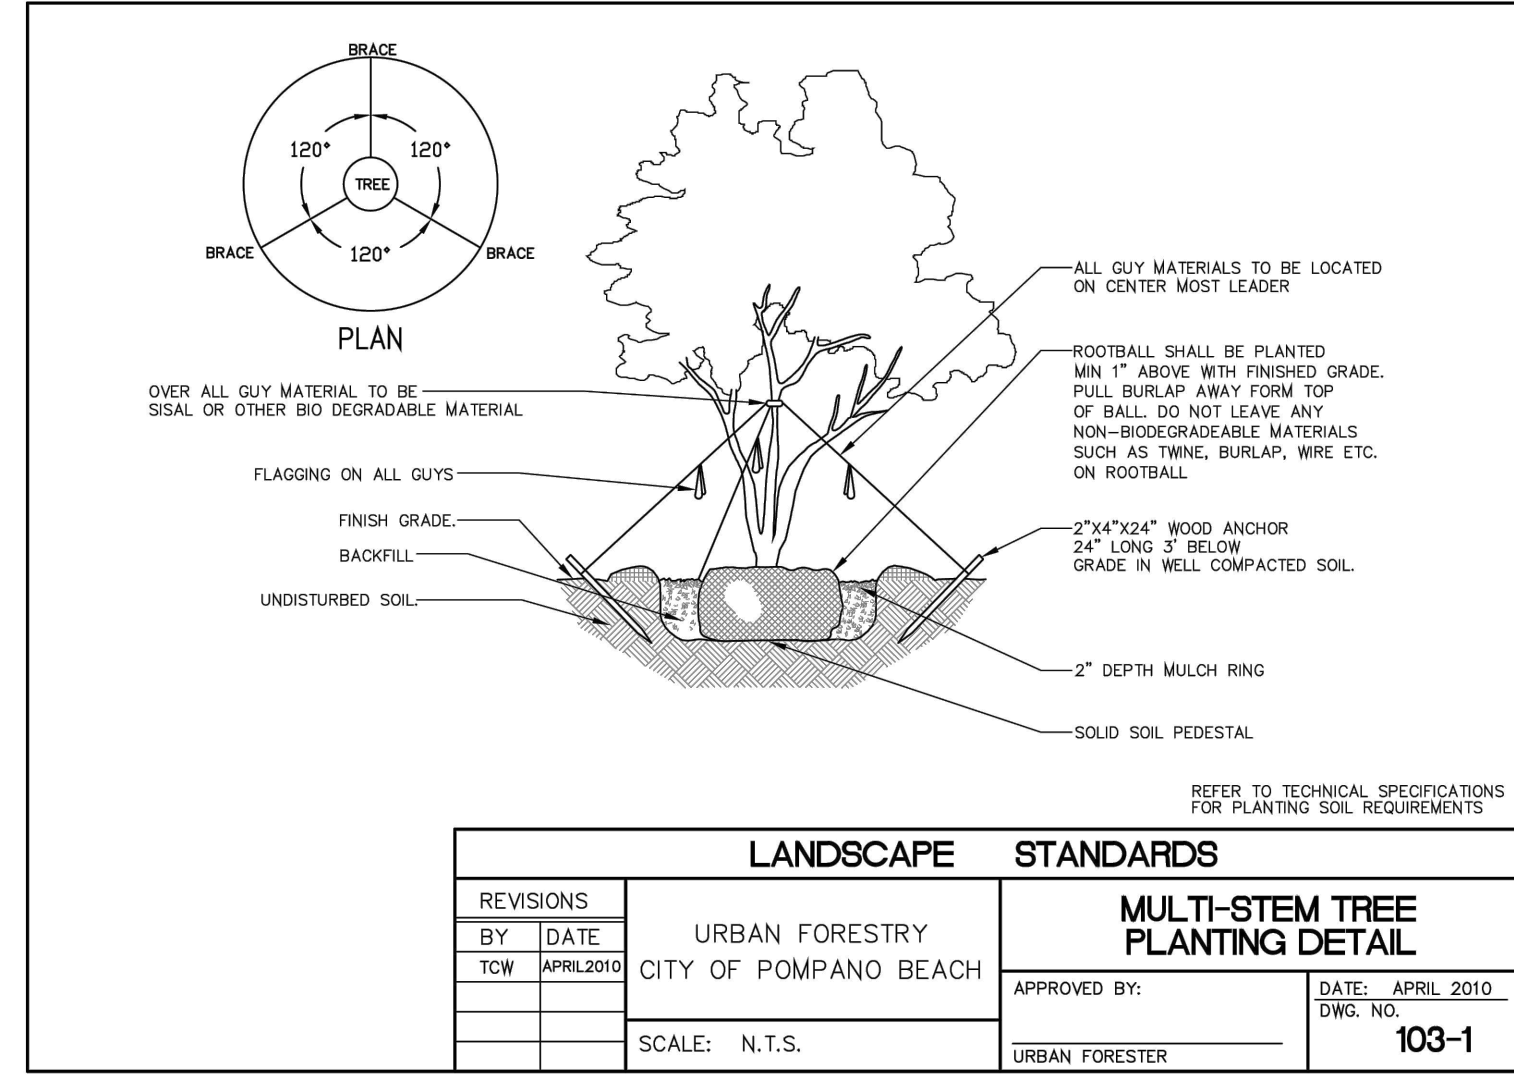 BRACE
120°
120°
TREE
120°
BRACE
BRACE
PLAN
OVER ALL GUY MATERIAL TO BE
SISAL OR OTHER BIO DEGRADABLE MATERIAL
FLAGGING ON ALL GUYS
FINISH GRADE.
BACKFILL
UNDISTURBED SOIL.
ALL GUY MATERIALS TO BE LOCATED
ON CENTER MOST LEADER
ROOTBALL SHALL BE PLANTED
MIN 1” ABOVE WITH FINISHED GRADE.
PULL BURLAP AWAY FORM TOP
OF BALL. DO NOT LEAVE ANY
NON-BIODEGRADEABLE MATERIALS
SUCH AS TWINE, BURLAP, WIRE ETC.
ON ROOTBALL
2”X4”X24” WOOD ANCHOR
24” LONG 3’ BELOW
GRADE IN WELL COMPACTED SOIL.
2” DEPTH MULCH RING
SOLID SOIL PEDESTAL
REFER TO TECHNICAL SPECIFICATIONS
FOR PLANTING SOIL REQUIREMENTS
LANDSCAPE STANDARDS
REVISIONS
BY DATE
TCW APRIL2010
URBAN FORESTRY
CITY OF POMPANO BEACH
SCALE: N.T.S.
MULTI-STEM TREE
PLANTING DETAIL
APPROVED BY:
URBAN FORESTER
DATE: APRIL 2010
DWG. NO.
103-1